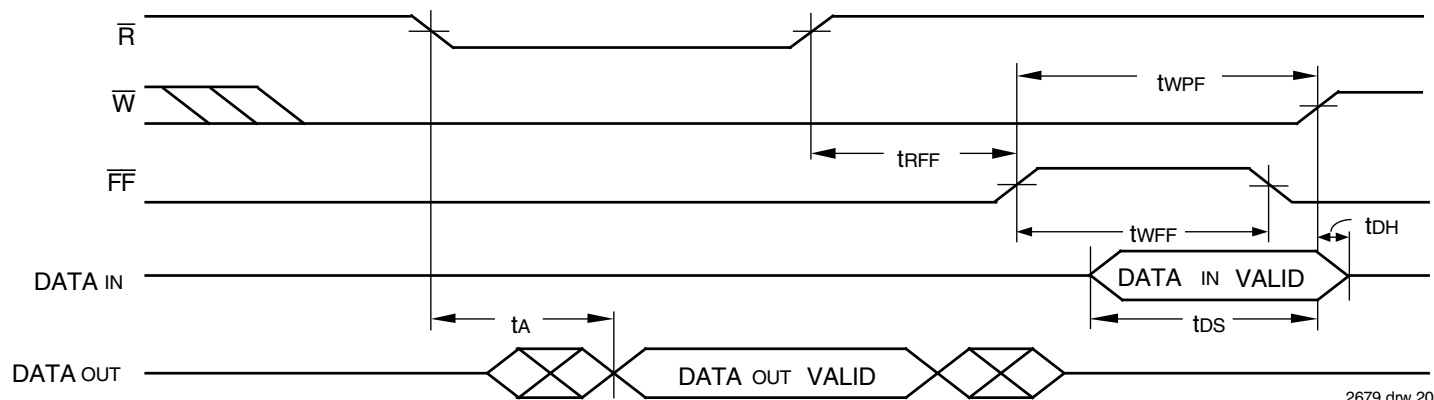 R̅
tWPF
W̅
tRFF
F̅F̅
tDH
tWFF
DATA IN
DATA IN VALID
tA
tDS
DATA OUT
DATA OUT VALID
2679 drw 20